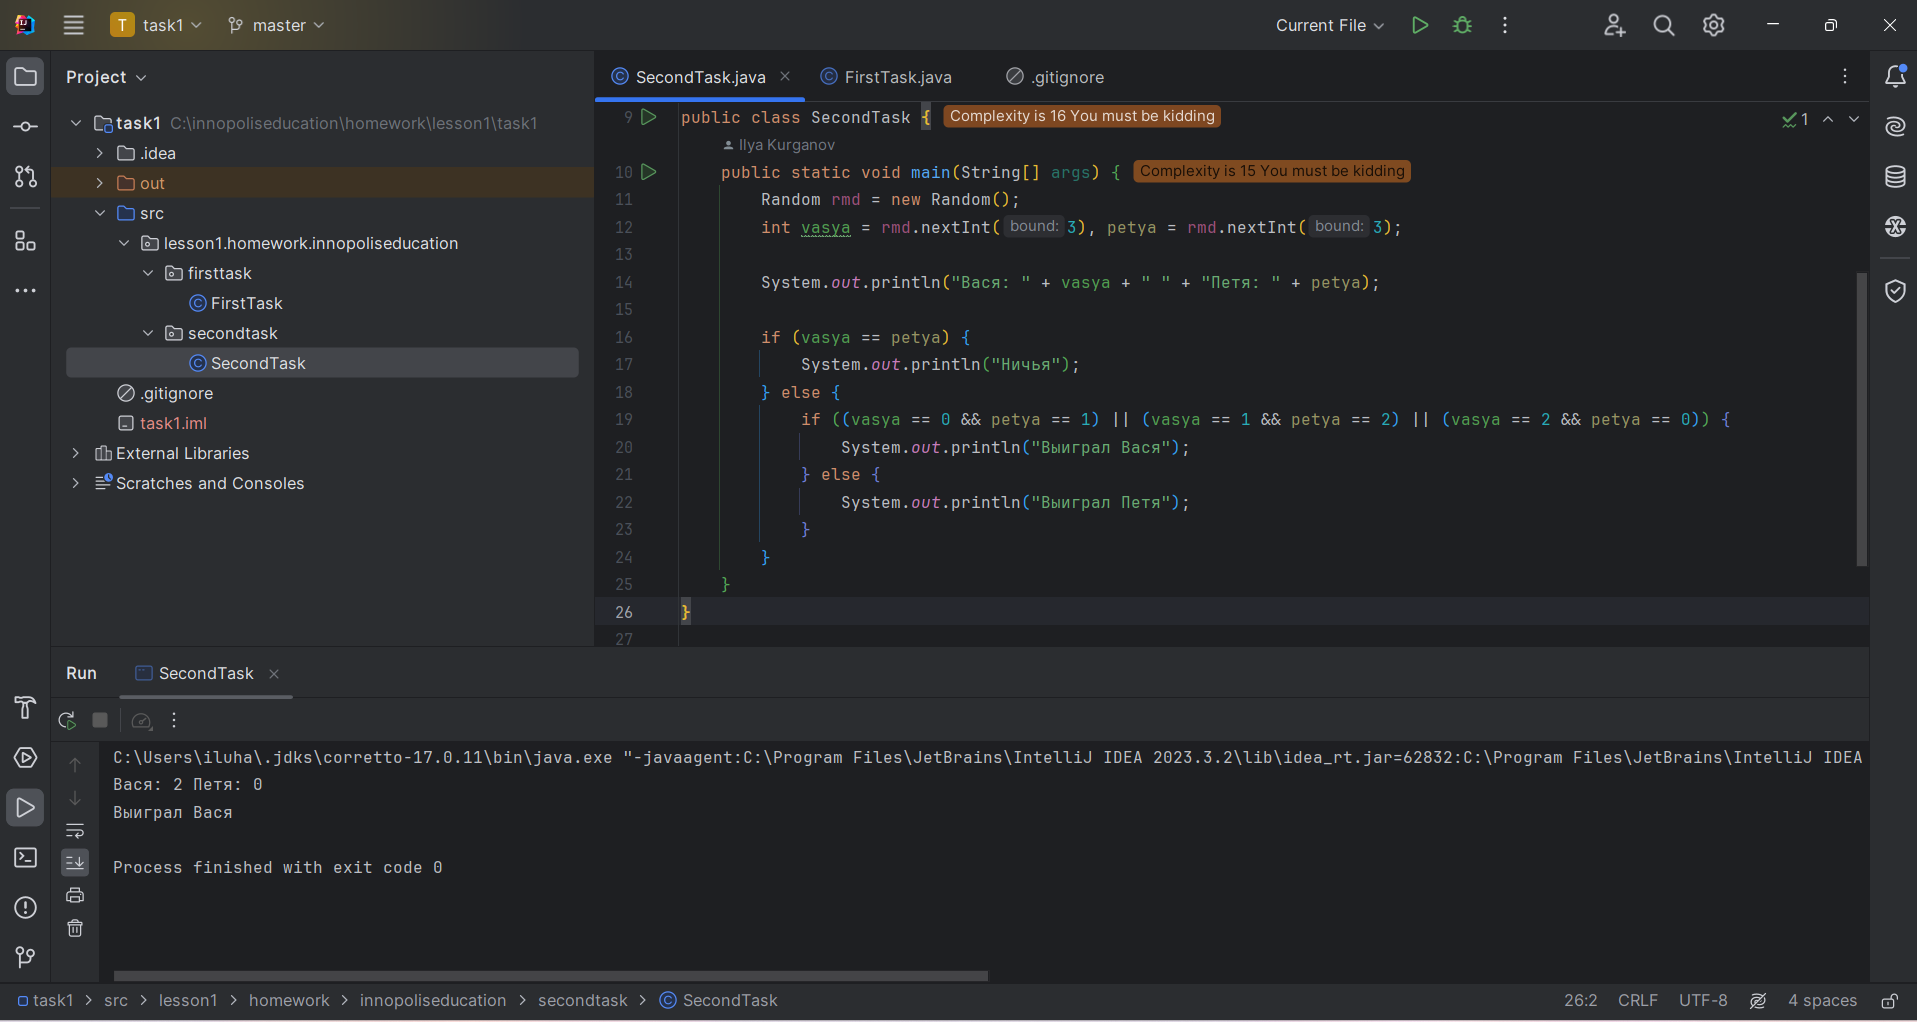 T task1 master Current File
Project
task1 C:\innopoliseducation\homework\lesson1\task1
.idea
out
src
lesson1.homework.innopoliseducation
firsttask
FirstTask
secondtask
SecondTask
.gitignore
task1.iml
External Libraries
Scratches and Consoles
SecondTask.java FirstTask.java .gitignore
9 public class SecondTask { Complexity is 16 You must be kidding 1
Ilya Kurganov
10 public static void main(String[] args) { Complexity is 15 You must be kidding
11 Random rmd = new Random();
12 int vasya = rmd.nextInt( bound: 3), petya = rmd.nextInt( bound: 3);
13
14 System.out.println("Вася: " + vasya + " " + "Петя: " + petya);
15
16 if (vasya == petya) {
17 System.out.println("Ничья");
18 } else {
19 if ((vasya == 0 && petya == 1) || (vasya == 1 && petya == 2) || (vasya == 2 && petya == 0)) {
20 System.out.println("Выиграл Вася");
21 } else {
22 System.out.println("Выиграл Петя");
23 }
24 }
25 }
26 }
27
Run SecondTask
C:\Users\iluha\.jdks\corretto-17.0.11\bin\java.exe "-javaagent:C:\Program Files\JetBrains\IntelliJ IDEA 2023.3.2\lib\idea_rt.jar=62832:C:\Program Files\JetBrains\IntelliJ IDEA
Вася: 2 Петя: 0
Выиграл Вася
Process finished with exit code 0
task1 > src > lesson1 > homework > innopoliseducation > secondtask > SecondTask 26:2 CRLF UTF-8 4 spaces